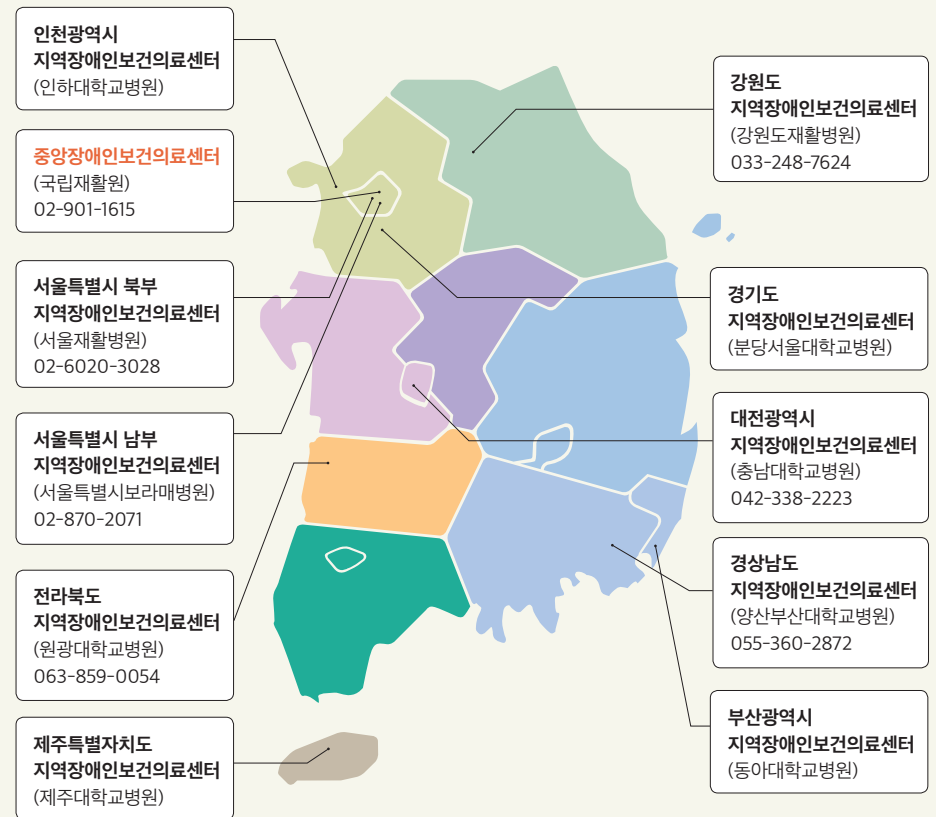 인천광역시
지역장애인보건의료센터
(인하대학교병원)
중앙장애인보건의료센터
(국립재활원)
02-901-1615
서울특별시 북부
지역장애인보건의료센터
(서울재활병원)
02-6020-3028
서울특별시 남부
지역장애인보건의료센터
(서울특별시보라매병원)
02-870-2071
전라북도
지역장애인보건의료센터
(원광대학교병원)
063-859-0054
제주특별자치도
지역장애인보건의료센터
(제주대학교병원)
강원도
지역장애인보건의료센터
(강원도재활병원)
033-248-7624
경기도
지역장애인보건의료센터
(분당서울대학교병원)
대전광역시
지역장애인보건의료센터
(충남대학교병원)
042-338-2223
경상남도
지역장애인보건의료센터
(양산부산대학교병원)
055-360-2872
부산광역시
지역장애인보건의료센터
(동아대학교병원)